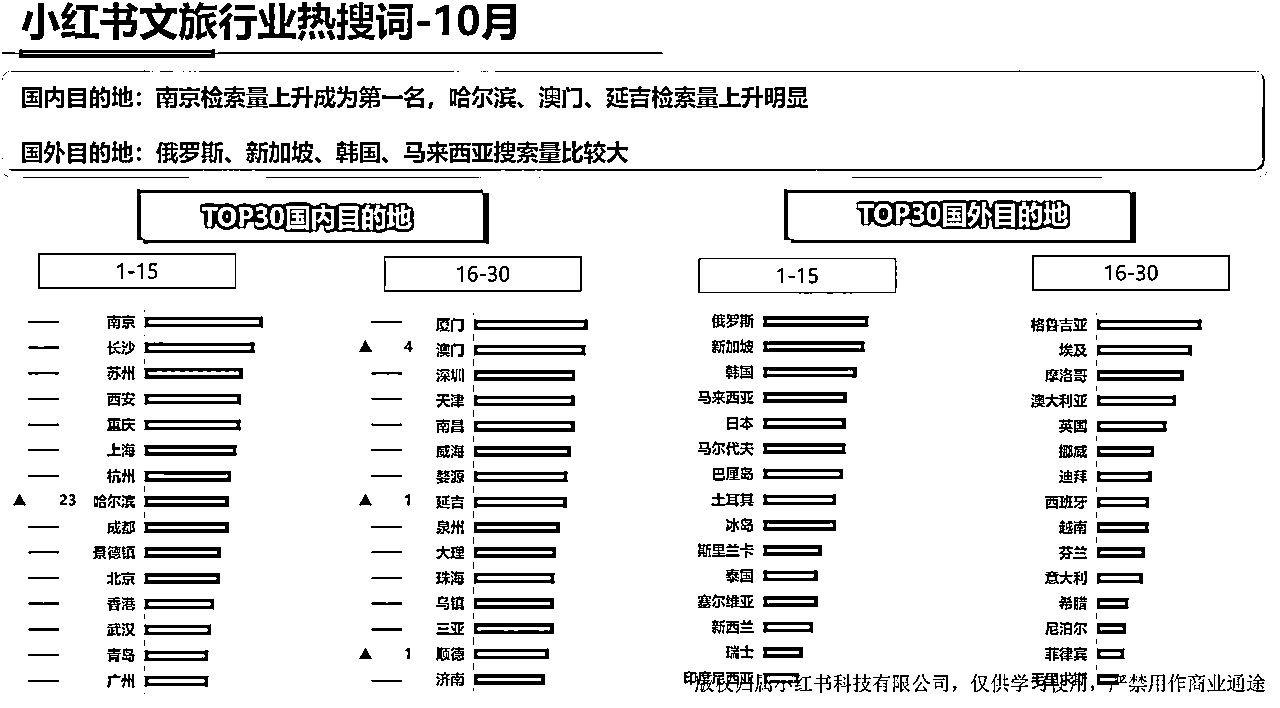 小红书文旅行业热搜词-10月
国内目的地：南京检索量上升成为第一名，哈尔滨、澳门、延吉检索量上升明显
国外目的地：俄罗斯、新加坡、韩国、马来西亚搜索量比较大
TOP30国内目的地
1-15
南京
长沙
苏州
西安
重庆
上海
杭州
▲ 23 哈尔滨
成都
景德镇
北京
香港
武汉
青岛
广州
16-30
厦门
▲ 4 澳门
深圳
天津
南昌
威海
婺源
▲ 1 延吉
泉州
大理
珠海
乌镇
三亚
▲ 1 顺德
济南
TOP30国外目的地
1-15
俄罗斯
新加坡
韩国
马来西亚
日本
马尔代夫
巴厘岛
土耳其
冰岛
斯里兰卡
泰国
塞尔维亚
新西兰
瑞士
印度尼西亚
16-30
格鲁吉亚
埃及
摩洛哥
澳大利亚
英国
挪威
迪拜
西班牙
越南
芬兰
意大利
希腊
尼泊尔
菲律宾
毛里求斯
版权归属小红书科技有限公司，仅供学习使用，严禁用作商业通途